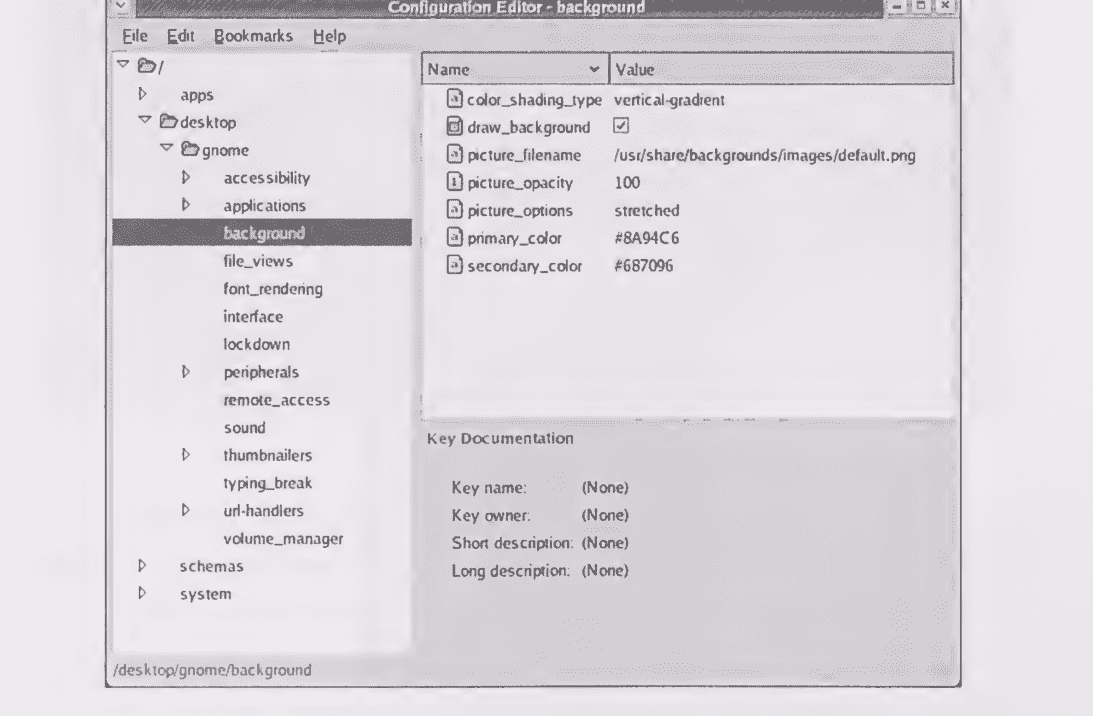 Configuration Editor - background
File Edit Bookmarks Help
/
apps
desktop
gnome
accessibility
applications
background
file_views
font_rendering
interface
lockdown
peripherals
remote_access
sound
thumbnailers
typing_break
url-handlers
volume_manager
schemas
system
Name Value
color_shading_type vertical-gradient
draw_background
picture_filename /usr/share/backgrounds/images/default.png
picture_opacity 100
picture_options stretched
primary_color #8A94C6
secondary_color #687096
Key Documentation
Key name: (None)
Key owner: (None)
Short description: (None)
Long description: (None)
/desktop/gnome/background